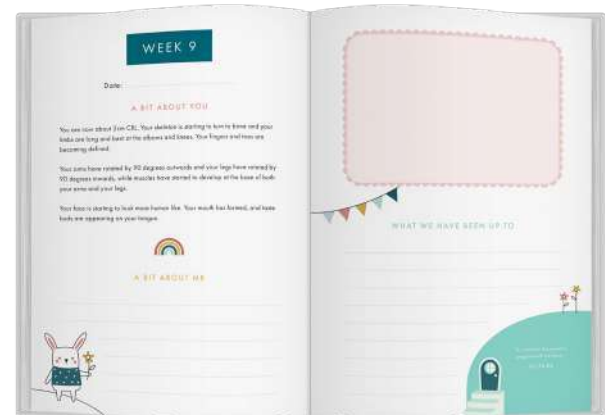 WEEK 9
Date:
A BIT ABOUT YOU
You are now about 3cm CRL. Your skeleton is starting to turn to bone and your
limbs are long and bent at the elbows and knees. Your fingers and toes are
becoming defined.
Your arms have rotated by 90 degrees outwards and your legs have rotated by
90 degrees inwards, while muscles have started to develop at the base of both
your arms and your legs.
Your face is starting to look more human like. Your mouth has formed, and taste
buds are appearing on your tongue.
A BIT ABOUT ME
WHAT WE HAVE BEEN UP TO